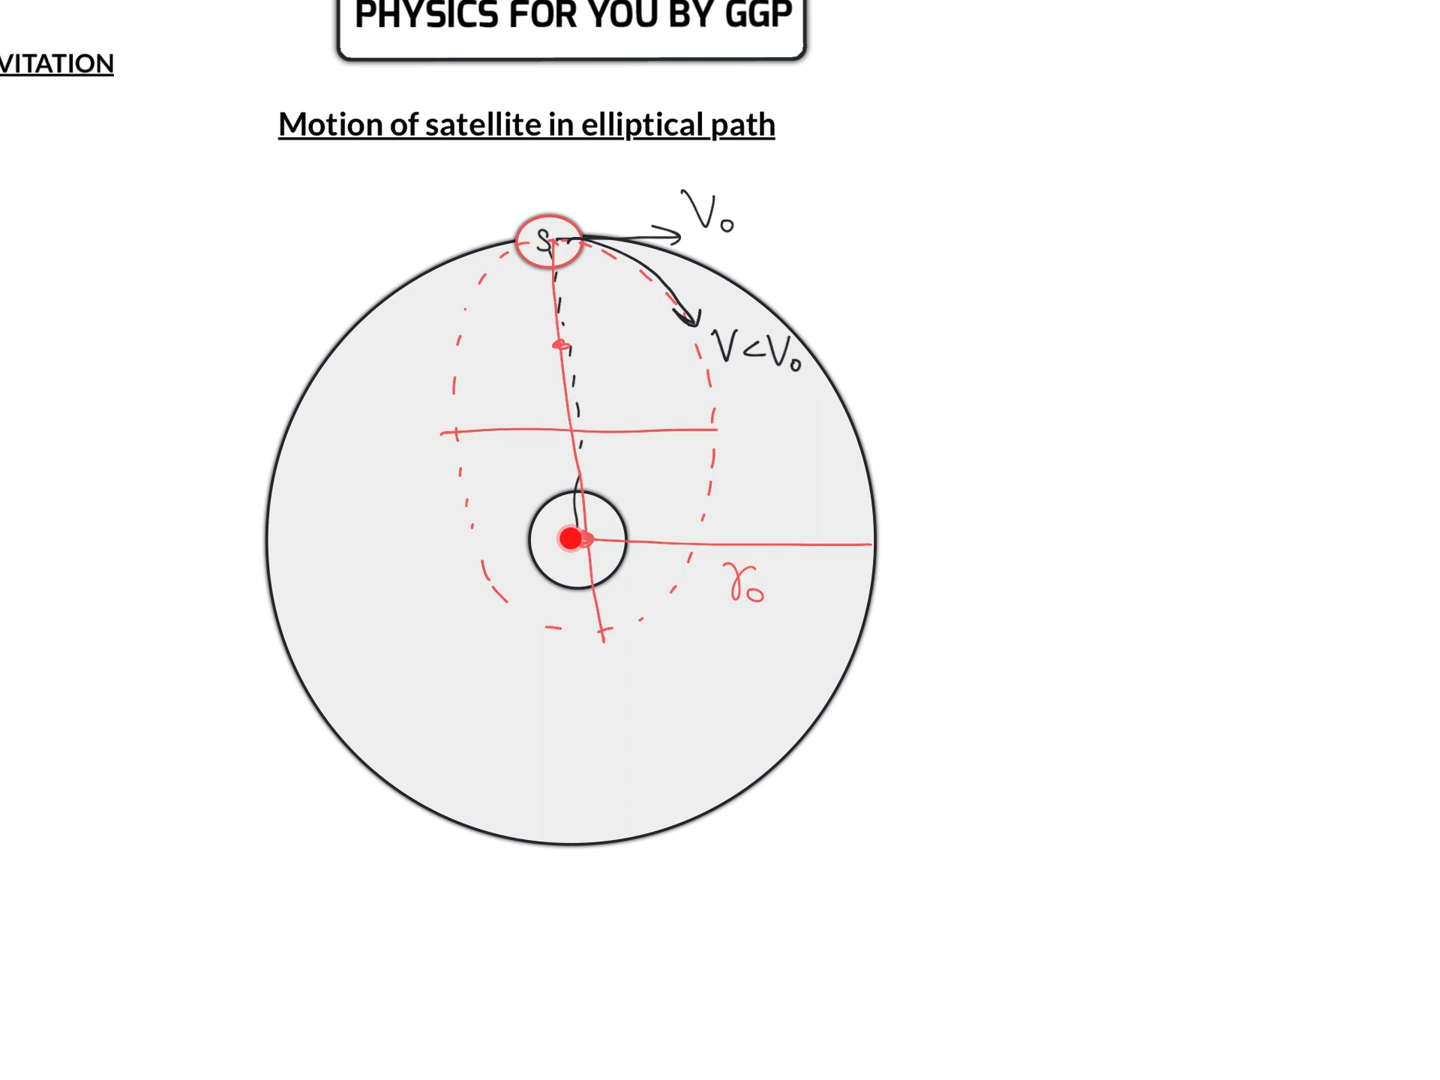 PHYSICS FOR YOU BY GGP
VITATION
Motion of satellite in elliptical path
V₀
S
V<V₀
r₀